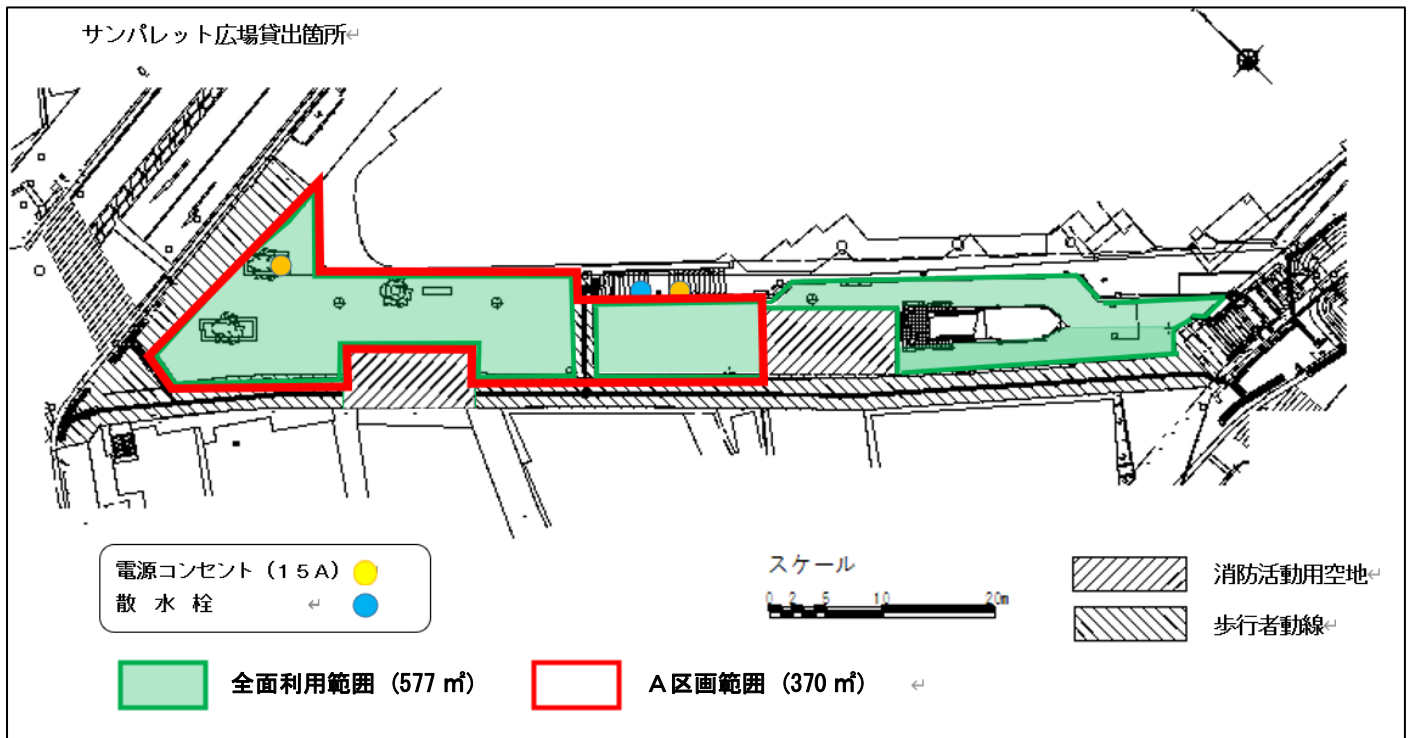 サンパレット広場貸出箇所↵
電源コンセント（１５Ａ）
散 水 栓 ↵
スケール
0 2 5 10 20m
消防活動用空地↵
歩行者動線↵
全面利用範囲 (577 ㎡)
Ａ区画範囲 (370 ㎡) ↵